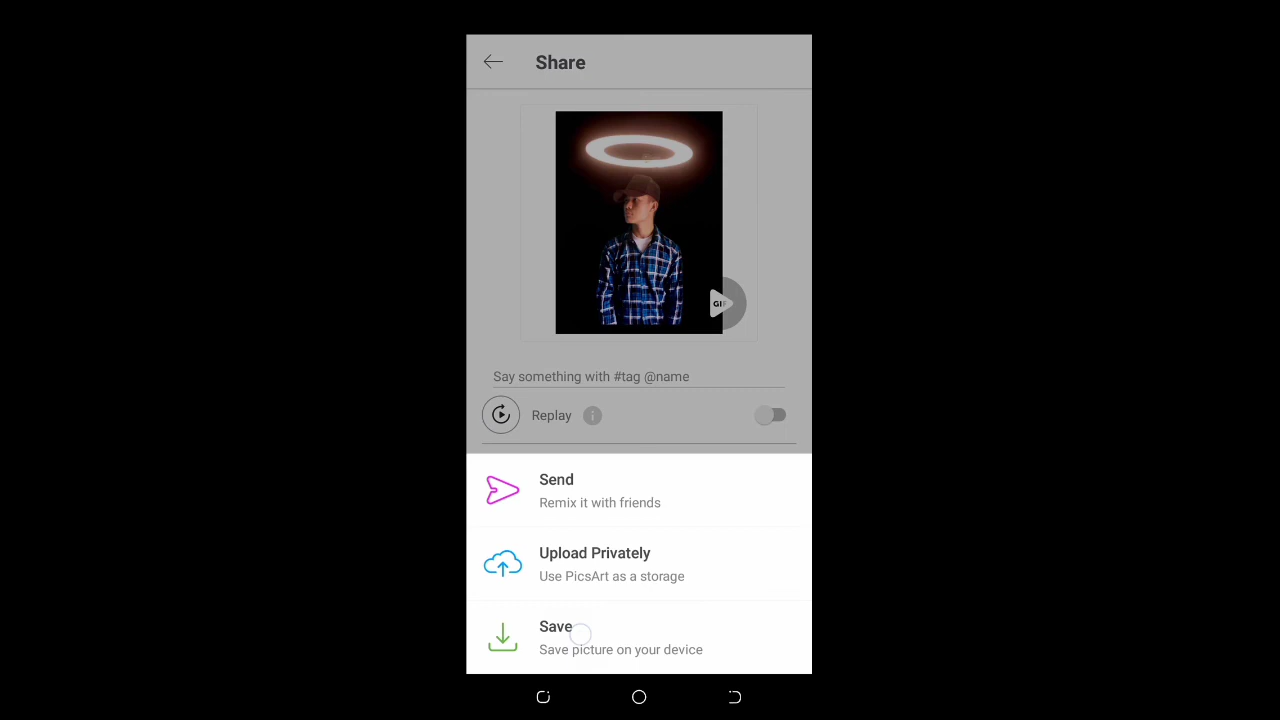 Share
GIF
Say something with #tag @name
Replay
Send
Remix it with friends
Upload Privately
Use PicsArt as a storage
Save
Save picture on your device